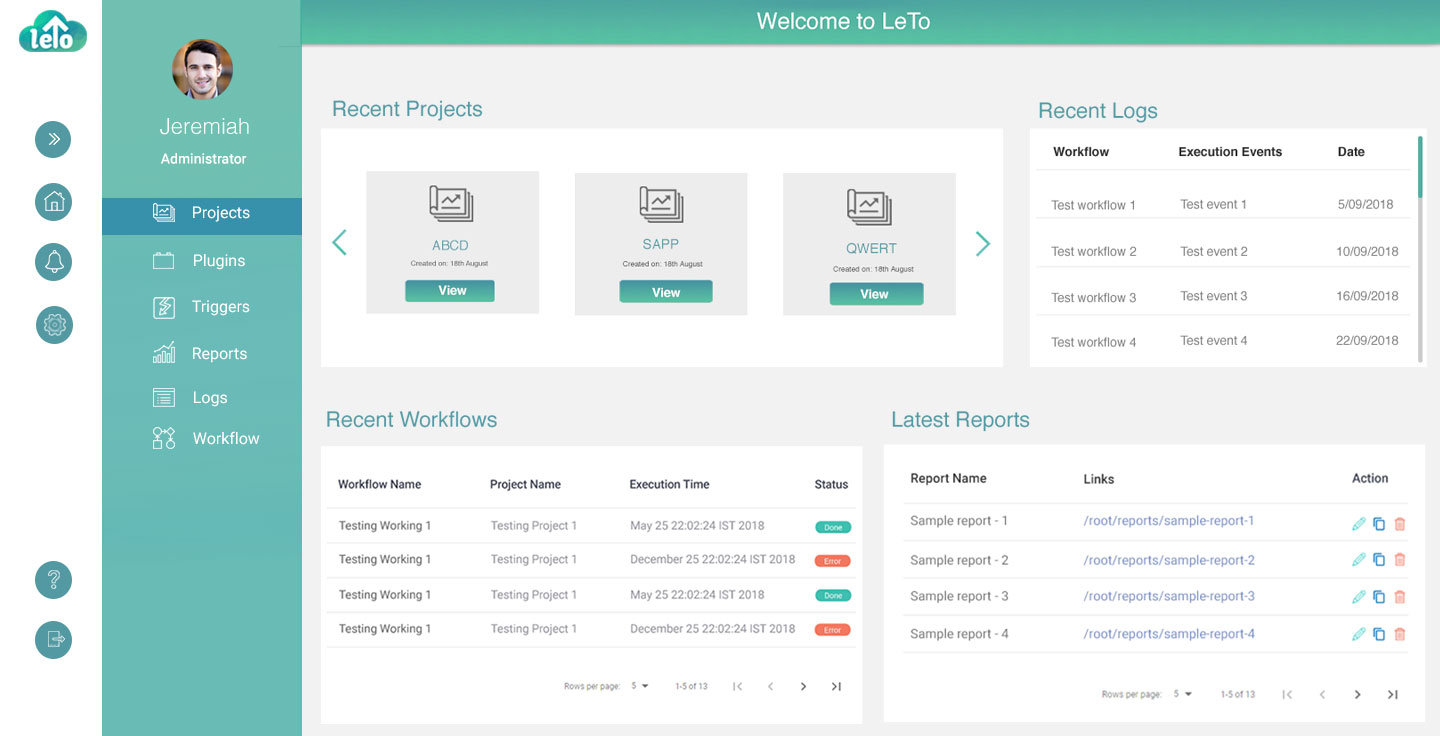 leTo
Welcome to LeTo
Jeremiah
Administrator
Projects
Plugins
Triggers
Reports
Logs
Workflow
?
Recent Projects
ABCD
Created on: 18th August
View
SAPP
Created on: 18th August
View
QWERT
Created on: 18th August
View
Recent Logs
Workflow Execution Events Date
Test workflow 1 Test event 1 5/09/2018
Test workflow 2 Test event 2 10/09/2018
Test workflow 3 Test event 3 16/09/2018
Test workflow 4 Test event 4 22/09/2018
Recent Workflows
Workflow Name Project Name Execution Time Status
Testing Working 1 Testing Project 1 May 25 22:02:24 IST 2018 Done
Testing Working 1 Testing Project 1 December 25 22:02:24 IST 2018 Error
Testing Working 1 Testing Project 1 May 25 22:02:24 IST 2018 Done
Testing Working 1 Testing Project 1 December 25 22:02:24 IST 2018 Error
Rows per page: 5 1-5 of 13
Latest Reports
Report Name Links Action
Sample report - 1 /root/reports/sample-report-1
Sample report - 2 /root/reports/sample-report-2
Sample report - 3 /root/reports/sample-report-3
Sample report - 4 /root/reports/sample-report-4
Rows per page: 5 1-5 of 13